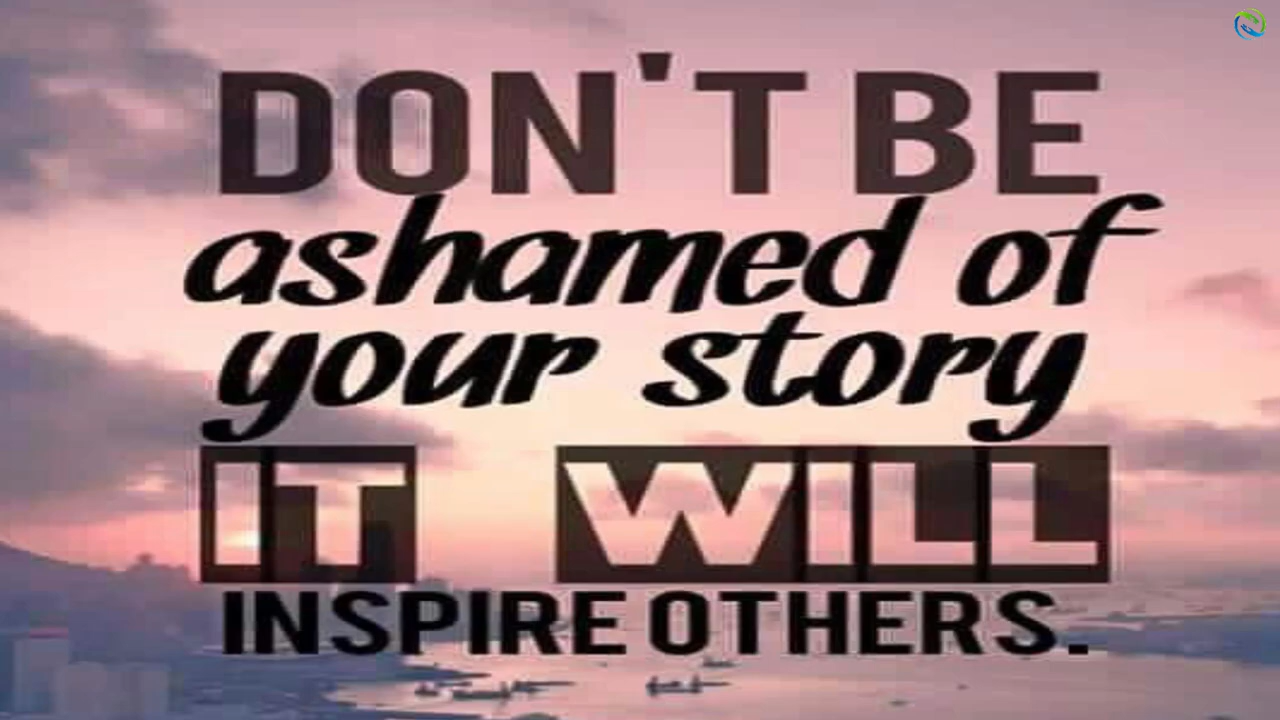 DON'T BE
ashamed of
your story
IT WILL
INSPIRE OTHERS.